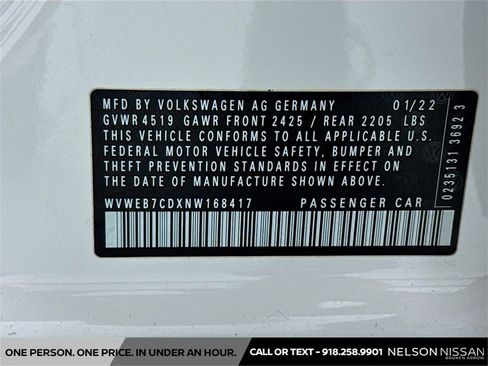 MFD BY VOLKSWAGEN AG GERMANY 01/22
GVWR 4519 GAWR FRONT 2425 / REAR 2205 LBS
THIS VEHICLE CONFORMS TO ALL APPLICABLE U.S.
FEDERAL MOTOR VEHICLE SAFETY, BUMPER AND
THEFT PREVENTION STANDARDS IN EFFECT ON THE
DATE OF MANUFACTURE SHOWN ABOVE.
WVWEB7CDXNW168417 PASSENGER CAR
0235131 3692 3
ONE PERSON. ONE PRICE. IN UNDER AN HOUR.
CALL OR TEXT - 918.258.9901
NELSON NISSAN
BROKEN ARROW